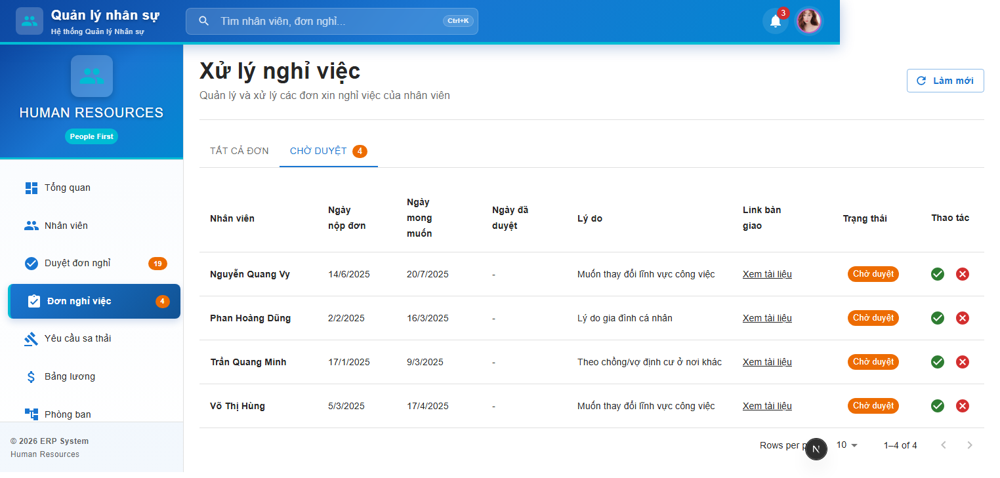 Quản lý nhân sự
Hệ thống Quản lý Nhân sự
Tìm nhân viên, đơn nghỉ...
Ctrl+K
3
HUMAN RESOURCES
People First
Tổng quan
Nhân viên
Duyệt đơn nghỉ
19
Đơn nghỉ việc
4
Yêu cầu sa thải
Bảng lương
Phòng ban
© 2026 ERP System
Human Resources
Xử lý nghỉ việc
Quản lý và xử lý các đơn xin nghỉ việc của nhân viên
Làm mới
TẤT CẢ ĐƠN
CHỜ DUYỆT 4
Nhân viên
Ngày
nộp đơn
Ngày
mong
muốn
Ngày đã
duyệt
Lý do
Link bàn
giao
Trạng thái
Thao tác
Nguyễn Quang Vy 14/6/2025 20/7/2025 - Muốn thay đổi lĩnh vực công việc Xem tài liệu Chờ duyệt
Phan Hoàng Dũng 2/2/2025 16/3/2025 - Lý do gia đình cá nhân Xem tài liệu Chờ duyệt
Trần Quang Minh 17/1/2025 9/3/2025 - Theo chồng/vợ định cư ở nơi khác Xem tài liệu Chờ duyệt
Võ Thị Hùng 5/3/2025 17/4/2025 - Muốn thay đổi lĩnh vực công việc Xem tài liệu Chờ duyệt
Rows per
N
10
1–4 of 4